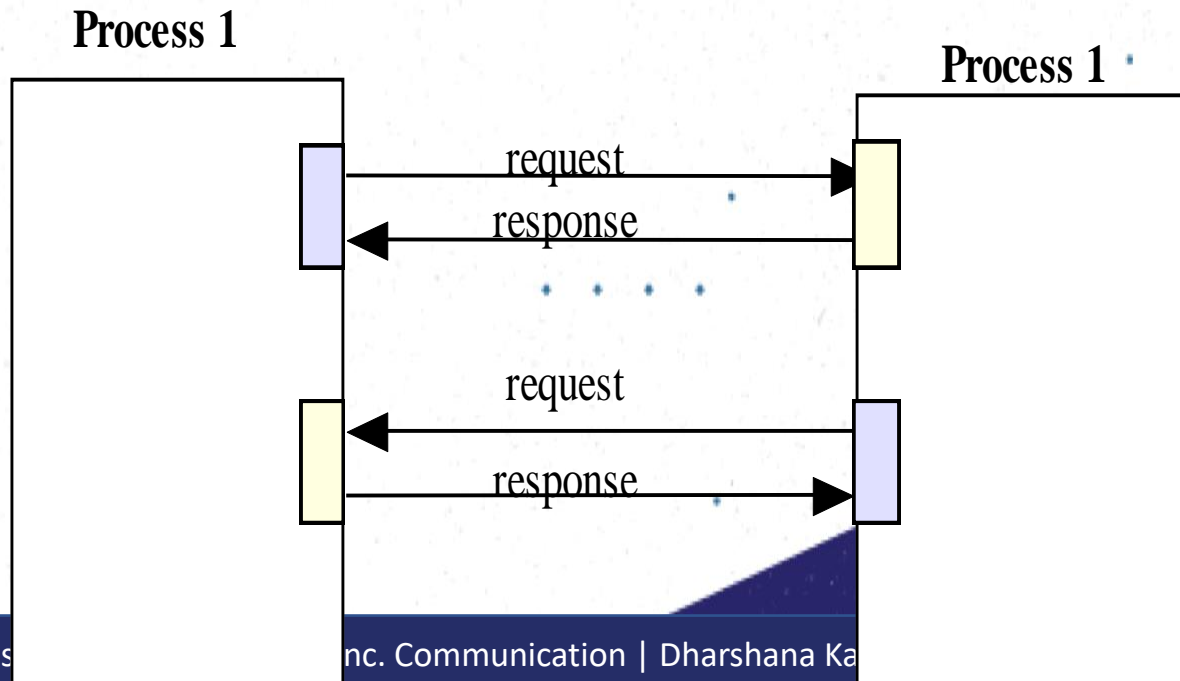 Process 1
Process 1
request
response
request
response
nc. Communication | Dharshana Ka